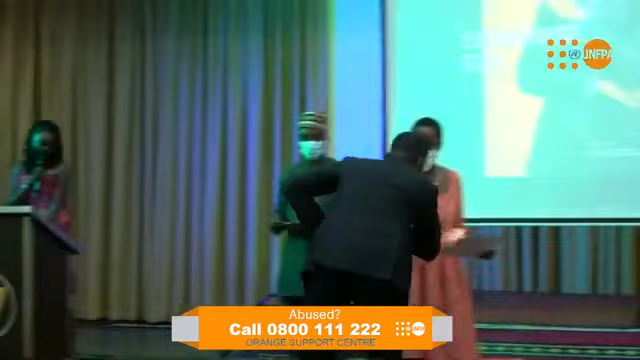 UNFPA
Abused?
Call 0800 111 222
ORANGE SUPPORT CENTRE